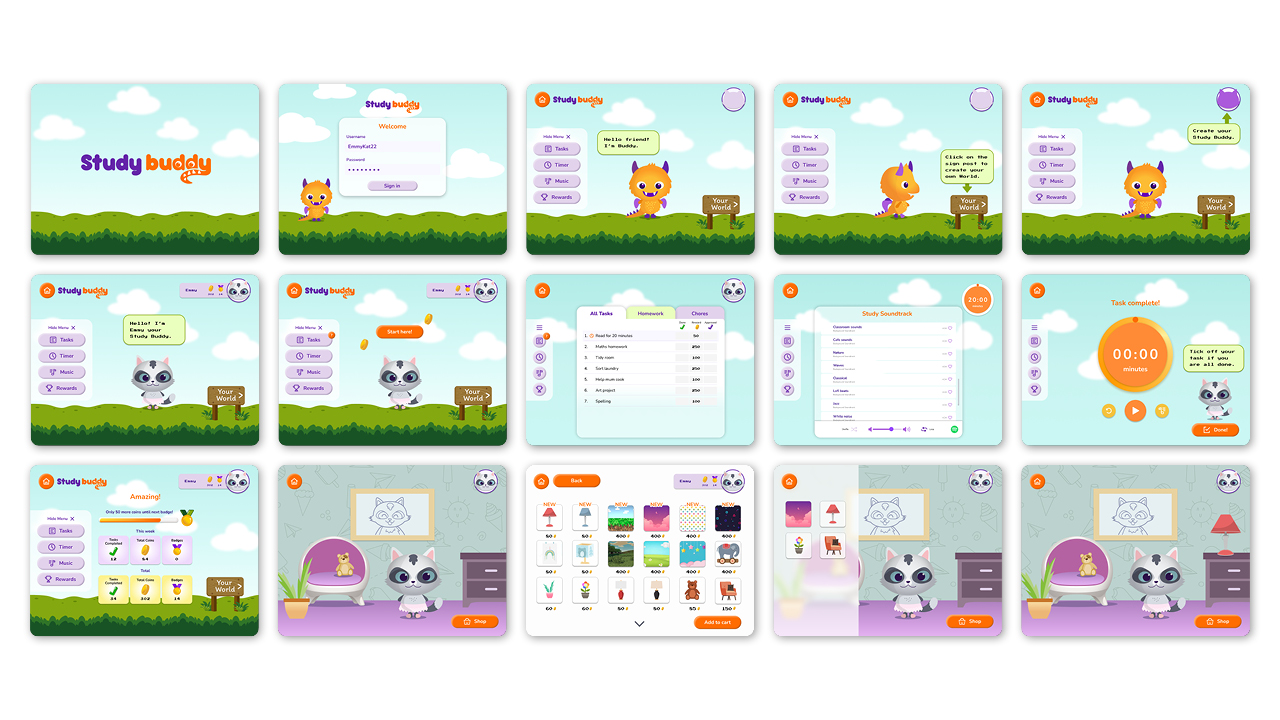 Study buddy
Study buddy
Welcome
Username
EmmyKat22
Password
Sign in
Study buddy
Hide Menu X
Tasks
Timer
Music
Rewards
Hello friend!
I'm Buddy.
Your
World >
Study buddy
Hide Menu X
Tasks
Timer
Music
Rewards
Click on the
sign post to
create your
own World.
Your
World >
Study buddy
Hide Menu X
Tasks
Timer
Music
Rewards
Create your
Study Buddy.
Your
World >
Study buddy
Emmy
Hide Menu X
Tasks
Timer
Music
Rewards
Hello! I'm
Emmy your
Study Buddy.
Your
World >
Study buddy
Emmy
Hide Menu X
Tasks
Timer
Music
Rewards
Start here!
Your
World >
All Tasks
Homework
Chores
1. Read for 20 minutes 50
2. Maths homework 250
3. Tidy room 100
4. Sort laundry 250
5. Help mum cook 100
6. Art project 250
7. Spelling 100
20:00
Study Soundtrack
Classroom sounds
Cafe sounds
Nature
Waves
Classical
Lofi beats
White noise
Task complete!
00:00
minutes
Tick off your
task if you
are all done.
Done!
Study buddy
Emmy
Amazing!
Only 50 more coins until next badge!
Hide Menu X
Tasks
Timer
Music
Rewards
This week
Tasks
Completed
12
Total Coins
54
Badges
0
Total
Tasks
Completed
34
Total Coins
302
Badges
14
Your
World >
Shop
Back
Emmy
NEW NEW NEW NEW NEW NEW
50 50 400 400 400 400
50 50 400 400 400 400
60 60 50 50 85 150
Add to cart
Shop
Shop